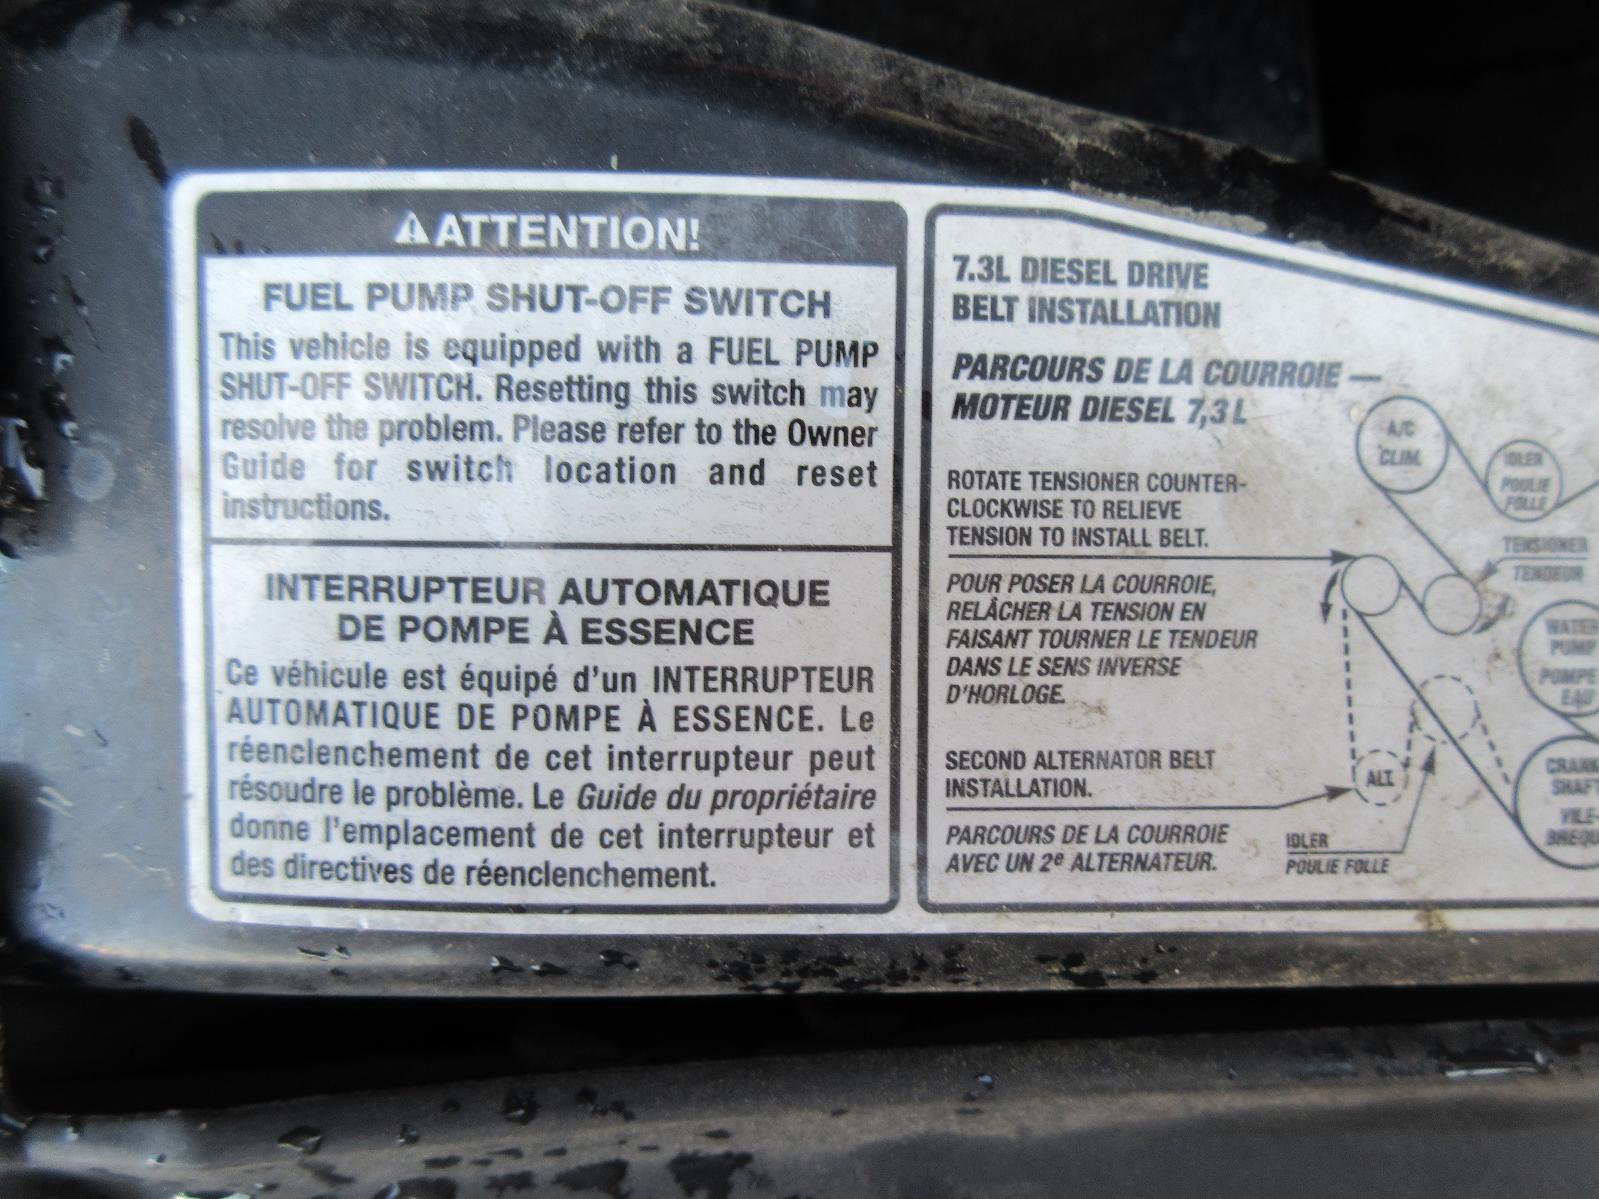 ATTENTION!
FUEL PUMP SHUT-OFF SWITCH
This vehicle is equipped with a FUEL PUMP
SHUT-OFF SWITCH. Resetting this switch may
resolve the problem. Please refer to the Owner
Guide for switch location and reset
instructions.
INTERRUPTEUR AUTOMATIQUE
DE POMPE À ESSENCE
Ce véhicule est équipé d'un INTERRUPTEUR
AUTOMATIQUE DE POMPE À ESSENCE. Le
réenclenchement de cet interrupteur peut
résoudre le problème. Le Guide du propriétaire
donne l'emplacement de cet interrupteur et
des directives de réenclenchement.
7.3L DIESEL DRIVE
BELT INSTALLATION
PARCOURS DE LA COURROIE —
MOTEUR DIESEL 7,3 L
ROTATE TENSIONER COUNTER-
CLOCKWISE TO RELIEVE
TENSION TO INSTALL BELT.
POUR POSER LA COURROIE,
RELÂCHER LA TENSION EN
FAISANT TOURNER LE TENDEUR
DANS LE SENS INVERSE
D'HORLOGE.
SECOND ALTERNATOR BELT
INSTALLATION.
PARCOURS DE LA COURROIE
AVEC UN 2e ALTERNATEUR.
A/C
CLIM.
IDLER
POULIE
FOLLE
TENSIONER
TENDEUR
WATER
PUMP
POMPE
EAU
ALT.
CRANK
SHAFT
VILE-
BREQU
IDLER
POULIE FOLLE